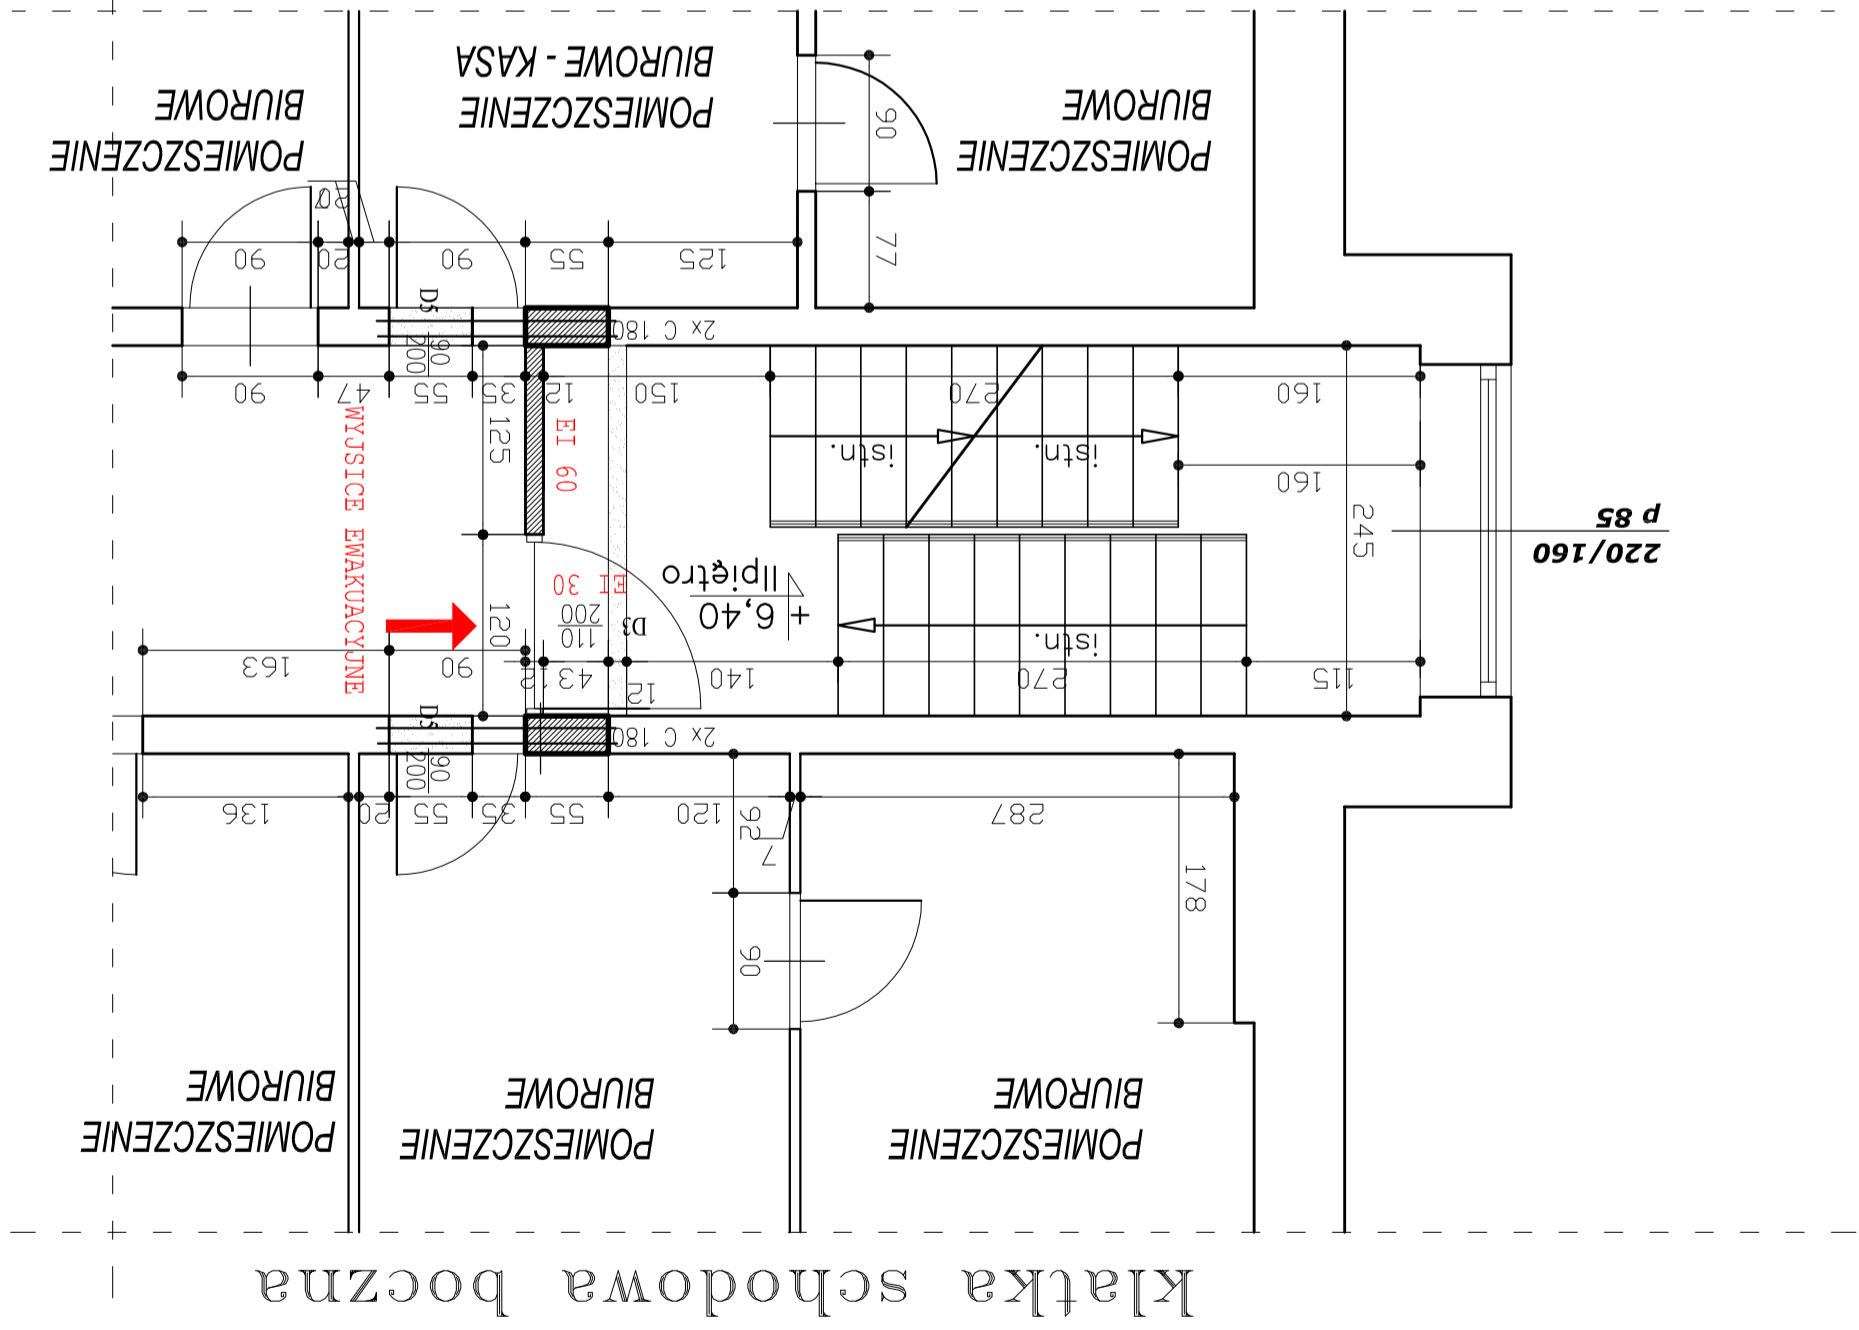 klatka schodowa boczna
POMIESZCZENIE
BIUROWE
POMIESZCZENIE
BIUROWE
POMIESZCZENIE
BIUROWE
178
90
92
7
287
120
55
35
55
20
136
90
200
D5
2x C 180
115
270
140
12
43
12
12
90
163
istn.
+ 6,40
IIpiętro
D3
110
200
EI 30
120
WYJSICE EWAKUACYJNE
220/160
p 85
245
160
istn.
istn.
EI 60
125
160
270
150
12
35
55
47
90
2x C 180
90
200
D5
125
55
90
20
90
77
207
90
POMIESZCZENIE
BIUROWE
POMIESZCZENIE
BIUROWE - KASA
POMIESZCZENIE
BIUROWE